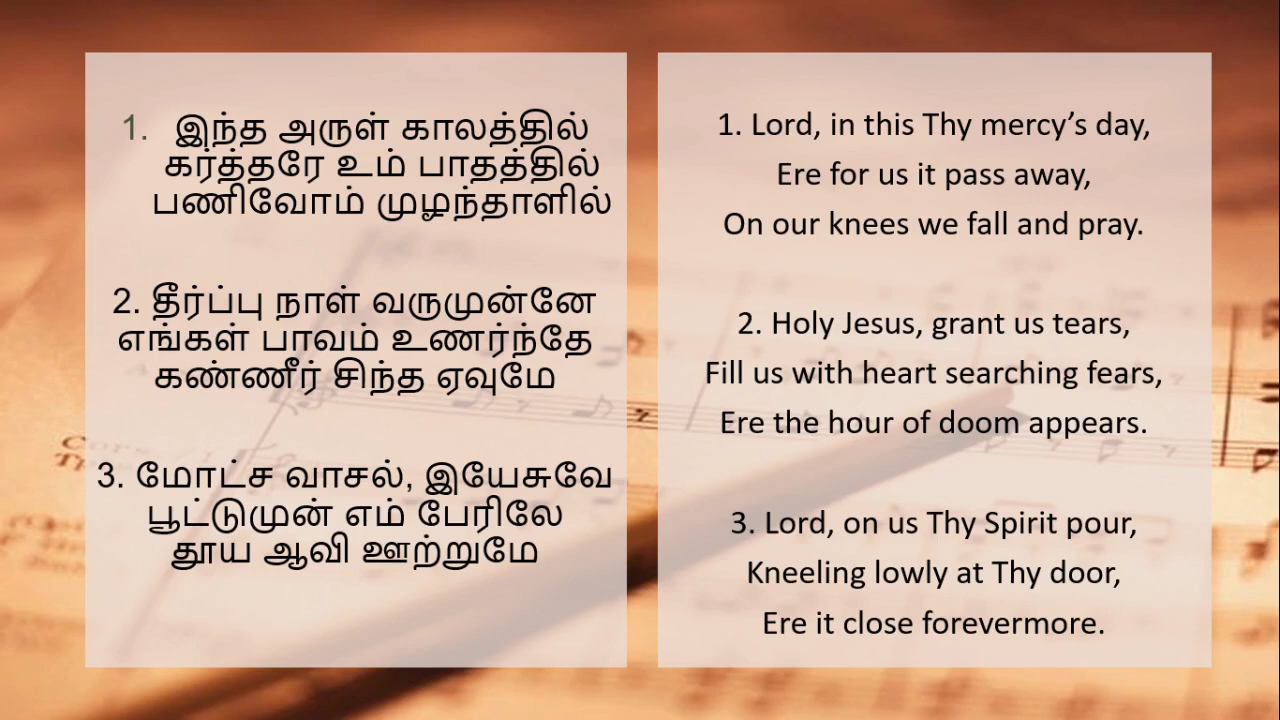 1. இந்த அருள் காலத்தில்
கர்த்தரே உம் பாதத்தில்
பணிவோம் முழந்தாளில்
2. தீர்ப்பு நாள் வருமுன்னே
எங்கள் பாவம் உணர்ந்தே
கண்ணீர் சிந்த ஏவுமே
3. மோட்ச வாசல், இயேசுவே
பூட்டுமுன் எம் பேரிலே
தூய ஆவி ஊற்றுமே
1. Lord, in this Thy mercy’s day,
Ere for us it pass away,
On our knees we fall and pray.
2. Holy Jesus, grant us tears,
Fill us with heart searching fears,
Ere the hour of doom appears.
3. Lord, on us Thy Spirit pour,
Kneeling lowly at Thy door,
Ere it close forevermore.